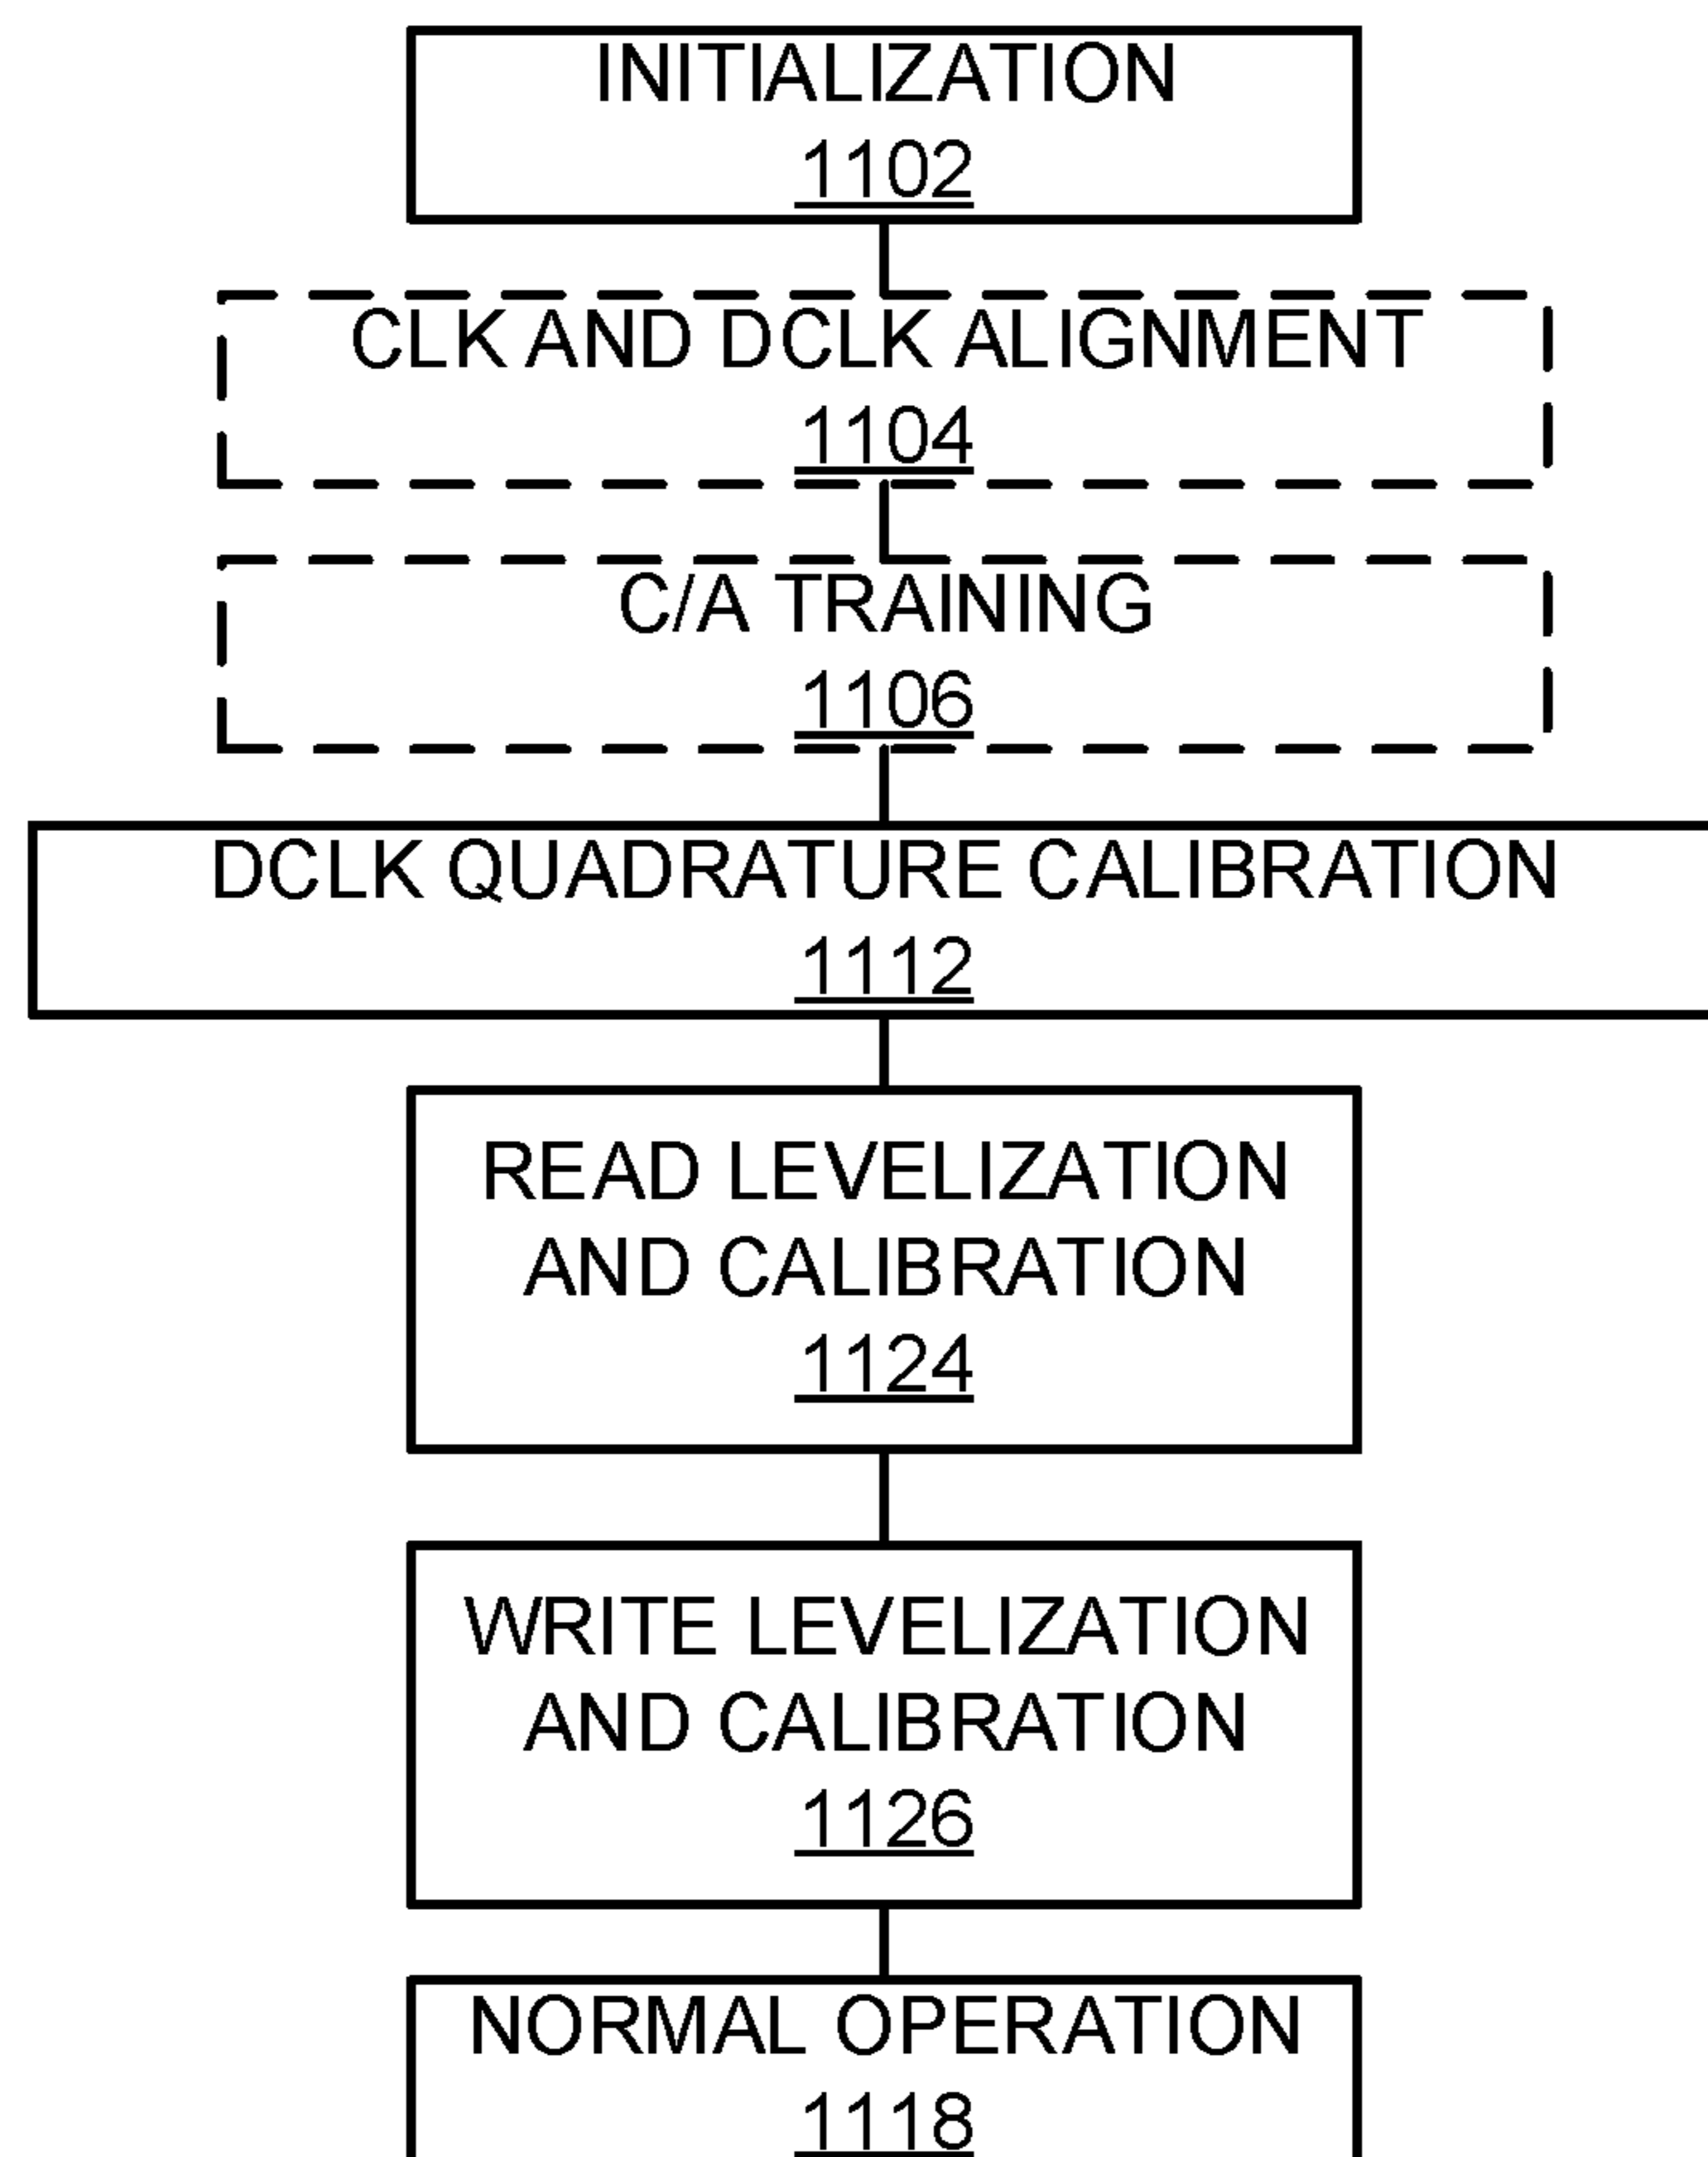 INITIALIZATION
1102
CLK AND DCLK ALIGNMENT
1104
C/A TRAINING
1106
DCLK QUADRATURE CALIBRATION
1112
READ LEVELIZATION
AND CALIBRATION
1124
WRITE LEVELIZATION
AND CALIBRATION
1126
NORMAL OPERATION
1118